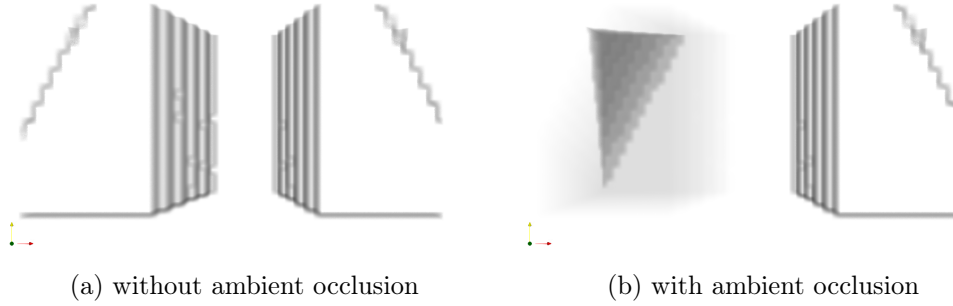 (a) without ambient occlusion
(b) with ambient occlusion